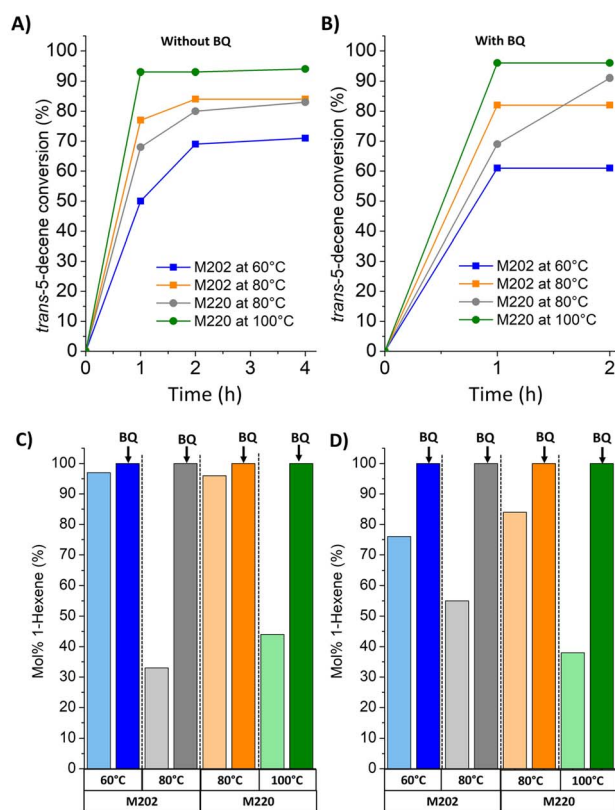 A)
Without BQ
trans-5-decene conversion (%)
100
90
80
70
60
50
40
30
20
10
0
M202 at 60°C
M202 at 80°C
M220 at 80°C
M220 at 100°C
0 1 2 3 4
Time (h)
B)
With BQ
trans-5-decene conversion (%)
100
90
80
70
60
50
40
30
20
10
0
M202 at 60°C
M202 at 80°C
M220 at 80°C
M220 at 100°C
0 1 2
Time (h)
C)
BQ BQ BQ BQ
Mol% 1-Hexene (%)
100
90
80
70
60
50
40
30
20
10
0
60°C 80°C 80°C 100°C
M202 M220
D)
BQ BQ BQ BQ
Mol% 1-Hexene (%)
100
90
80
70
60
50
40
30
20
10
0
60°C 80°C 80°C 100°C
M202 M220